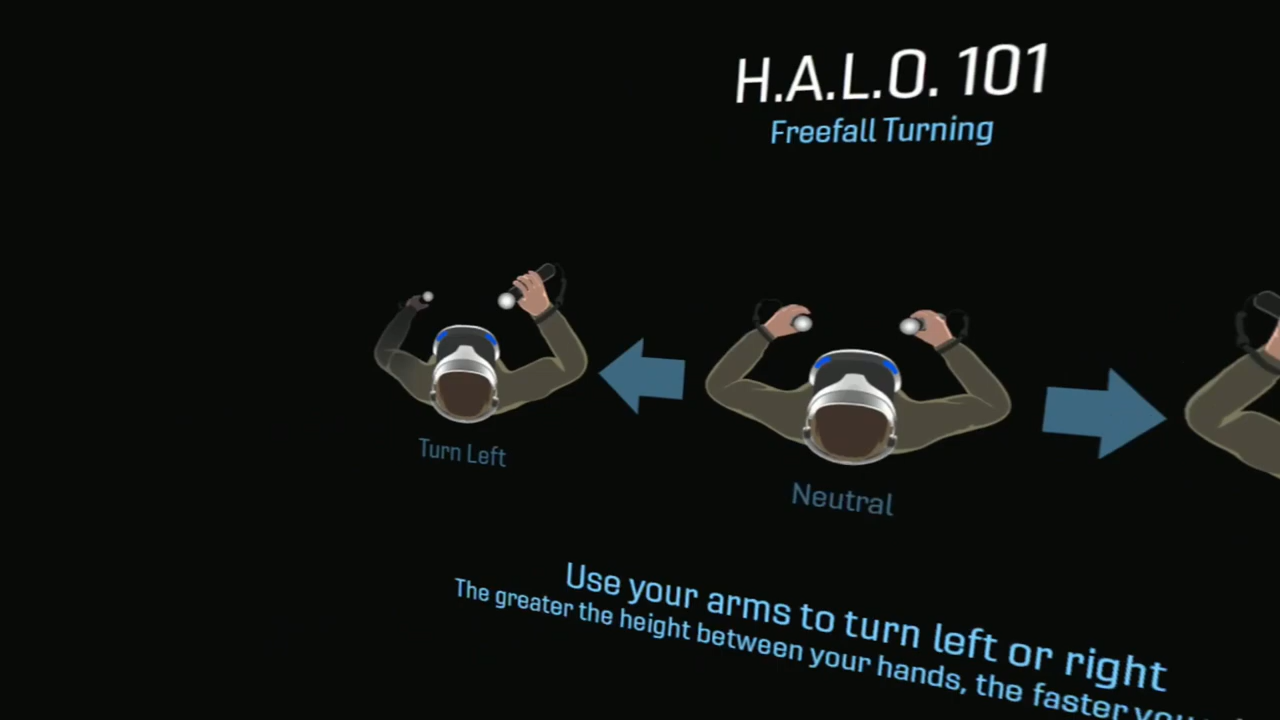 H.A.L.O. 101
Freefall Turning
Turn Left
Neutral
Use your arms to turn left or right
The greater the height between your hands, the faster